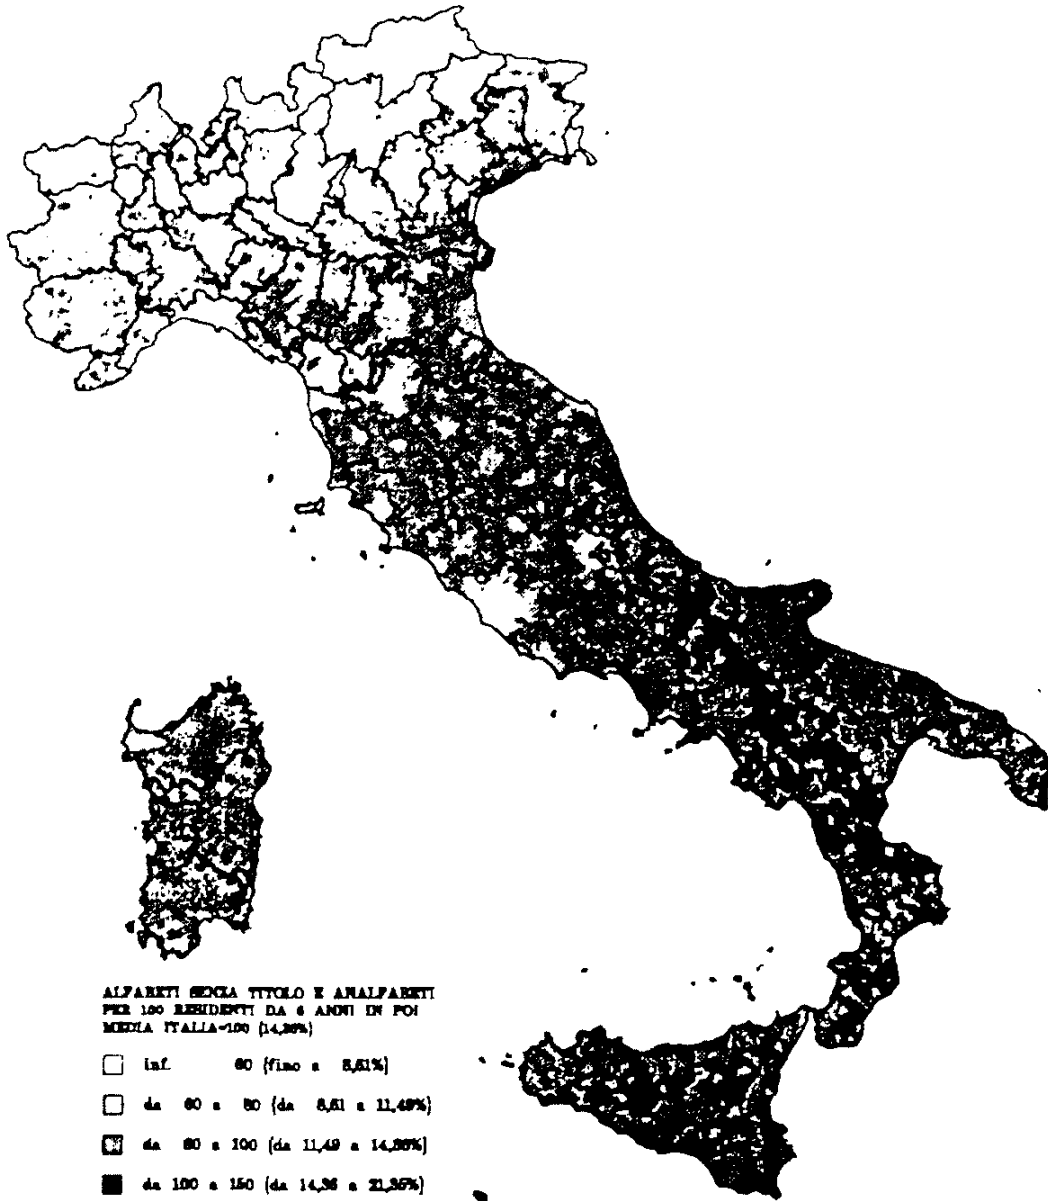 ALFABETI SENZA TITOLO E ANALFABETI
PER 100 RESIDENTI DA 6 ANNI IN POI
MEDIA ITALIA=100 (14,36%)
inf. 60 (fino a 8,61%)
da 60 a 80 (da 8,61 a 11,49%)
da 80 a 100 (da 11,49 a 14,36%)
da 100 a 150 (da 14,36 a 21,35%)